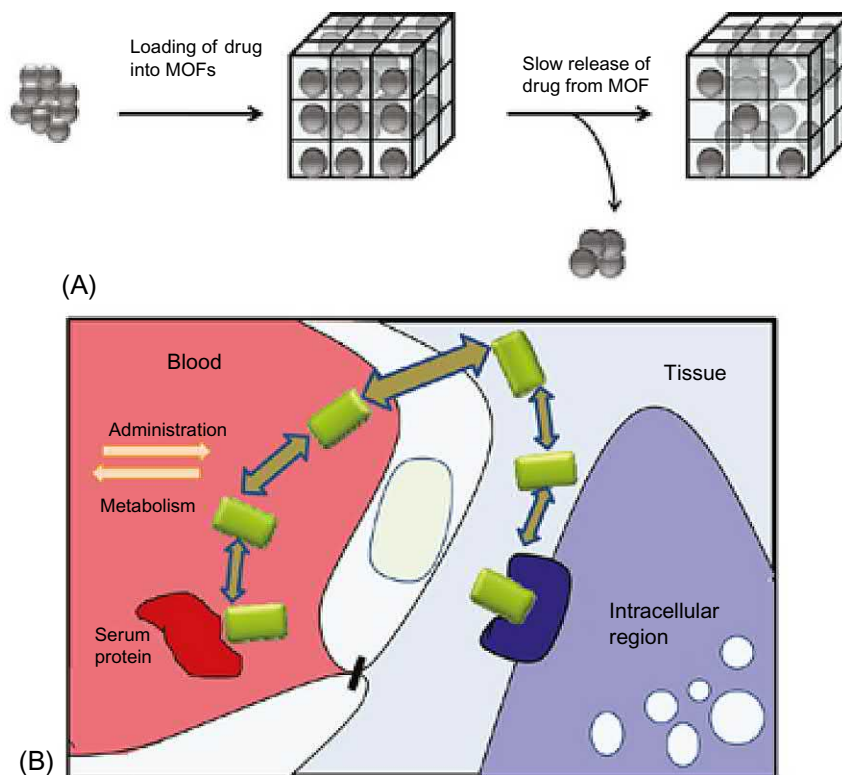 Loading of drug
into MOFs
Slow release of
drug from MOF
(A)
Blood
Tissue
Administration
Metabolism
Serum
protein
Intracellular
region
(B)